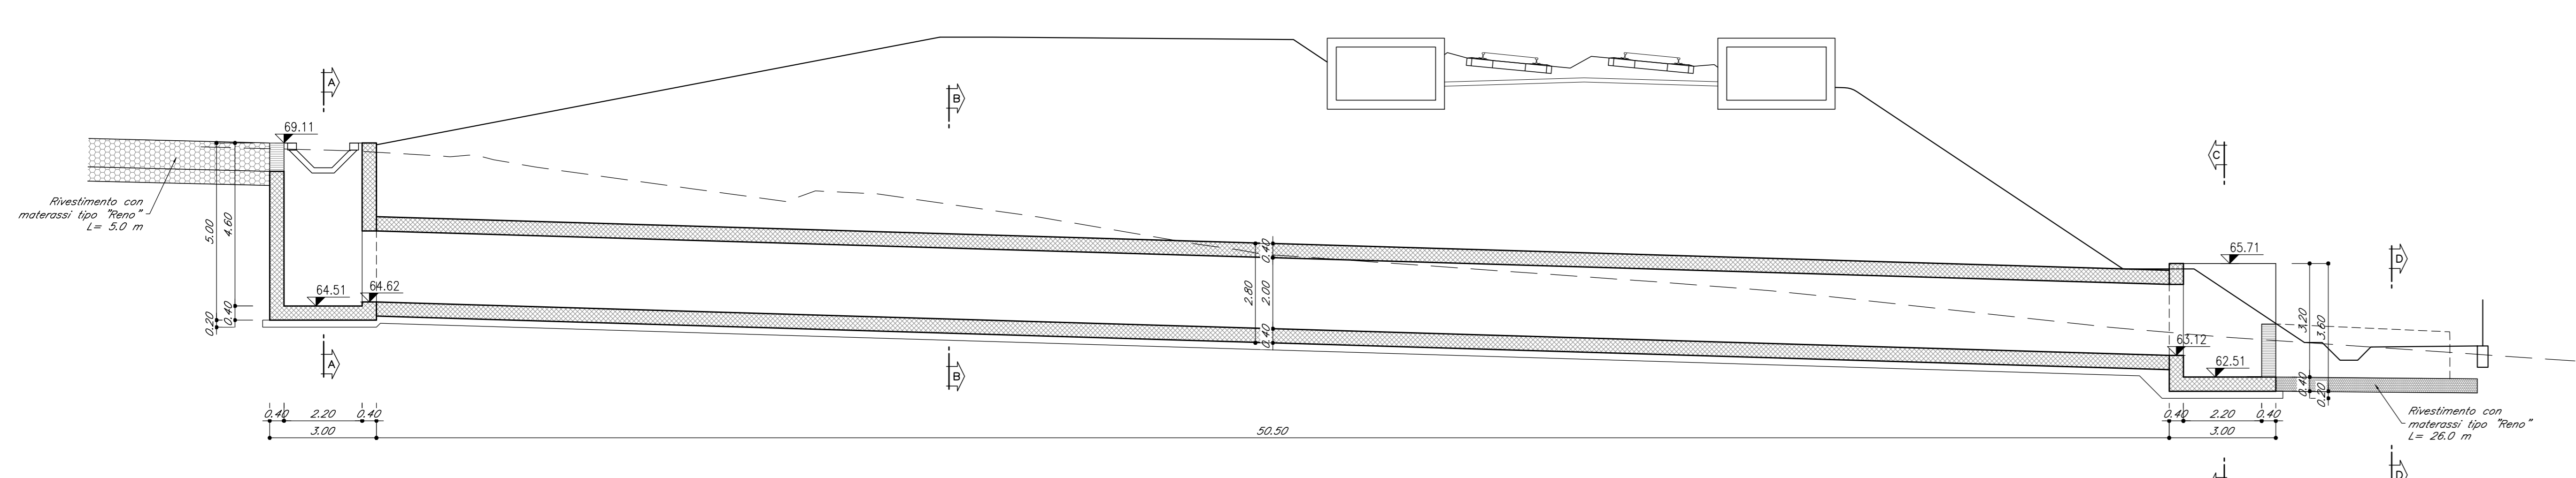 A
B
69.11
C
Rivestimento con
materassi tipo "Reno"
L= 5.0 m
5.00
4.60
0.40
65.71
D
64.51
64.62
2.80
2.00
3.20
3.60
63.12
0.20
0.40
0.40
62.51
0.40
0.20
A
B
0.40
2.20
0.40
0.40
2.20
0.40
Rivestimento con
materassi tipo "Reno"
L= 26.0 m
3.00
50.50
3.00
D